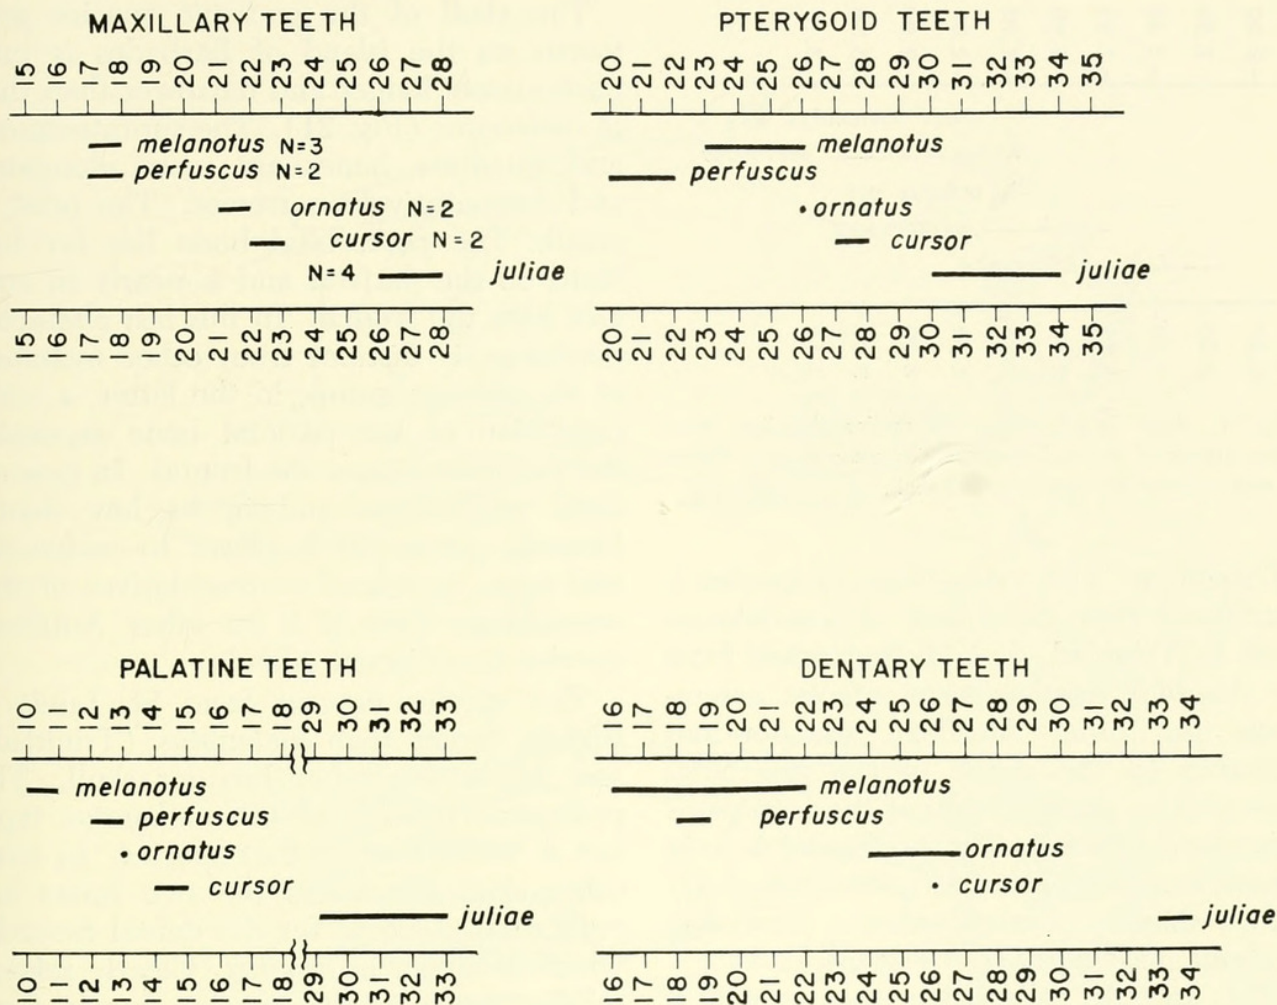 MAXILLARY TEETH
15 16 17 18 19 20 21 22 23 24 25 26 27 28
melanotus N=3
perfuscus N=2
ornatus N=2
cursor N=2
N=4 juliae
15 16 17 18 19 20 21 22 23 24 25 26 27 28
PTERYGOID TEETH
20 21 22 23 24 25 26 27 28 29 30 31 32 33 34 35
melanotus
perfuscus
ornatus
cursor
juliae
20 21 22 23 24 25 26 27 28 29 30 31 32 33 34 35
PALATINE TEETH
10 11 12 13 14 15 16 17 18 29 30 31 32 33
melanotus
perfuscus
ornatus
cursor
juliae
10 11 12 13 14 15 16 17 18 29 30 31 32 33
DENTARY TEETH
16 17 18 19 20 21 22 23 24 25 26 27 28 29 30 31 32 33 34
melanotus
perfuscus
ornatus
cursor
juliae
16 17 18 19 20 21 22 23 24 25 26 27 28 29 30 31 32 33 34